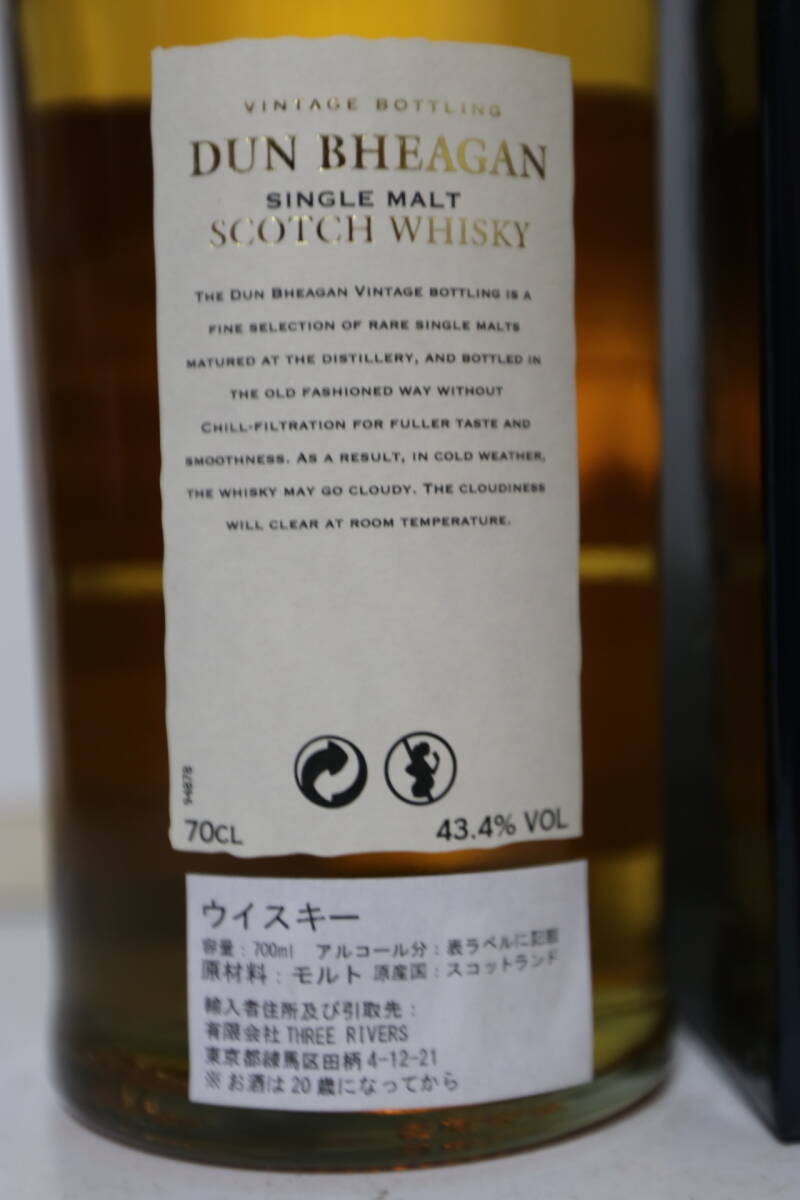 VINTAGE BOTTLING
DUN BHEAGAN
SINGLE MALT
SCOTCH WHISKY
THE DUN BHEAGAN VINTAGE BOTTLING IS A
FINE SELECTION OF RARE SINGLE MALTS
MATURED AT THE DISTILLERY, AND BOTTLED IN
THE OLD FASHIONED WAY WITHOUT
CHILL-FILTRATION FOR FULLER TASTE AND
SMOOTHNESS. AS A RESULT, IN COLD WEATHER,
THE WHISKY MAY GO CLOUDY. THE CLOUDINESS
WILL CLEAR AT ROOM TEMPERATURE.
94878
70CL 43.4% VOL
ウイスキー
容量：700ml アルコール分：表ラベルに記載
原材料：モルト 原産国：スコットランド
輸入者住所及び引取先：
有限会社 THREE RIVERS
東京都練馬区田柄4-12-21
※お酒は20歳になってから